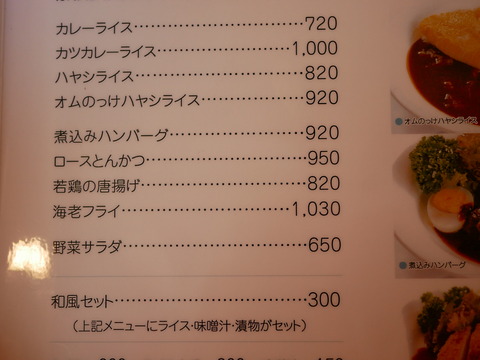 カレーライス……………………720
カツカレーライス………………1,000
ハヤシライス……………………820
オムのっけハヤシライス…………920
煮込みハンバーグ………………920
ロースとんかつ…………………950
若鶏の唐揚げ……………………820
海老フライ………………………1,030
野菜サラダ………………………650
和風セット………………………300
(上記メニューにライス・味噌汁・漬物がセット)
オムのっけハヤシライス
煮込みハンバーグ